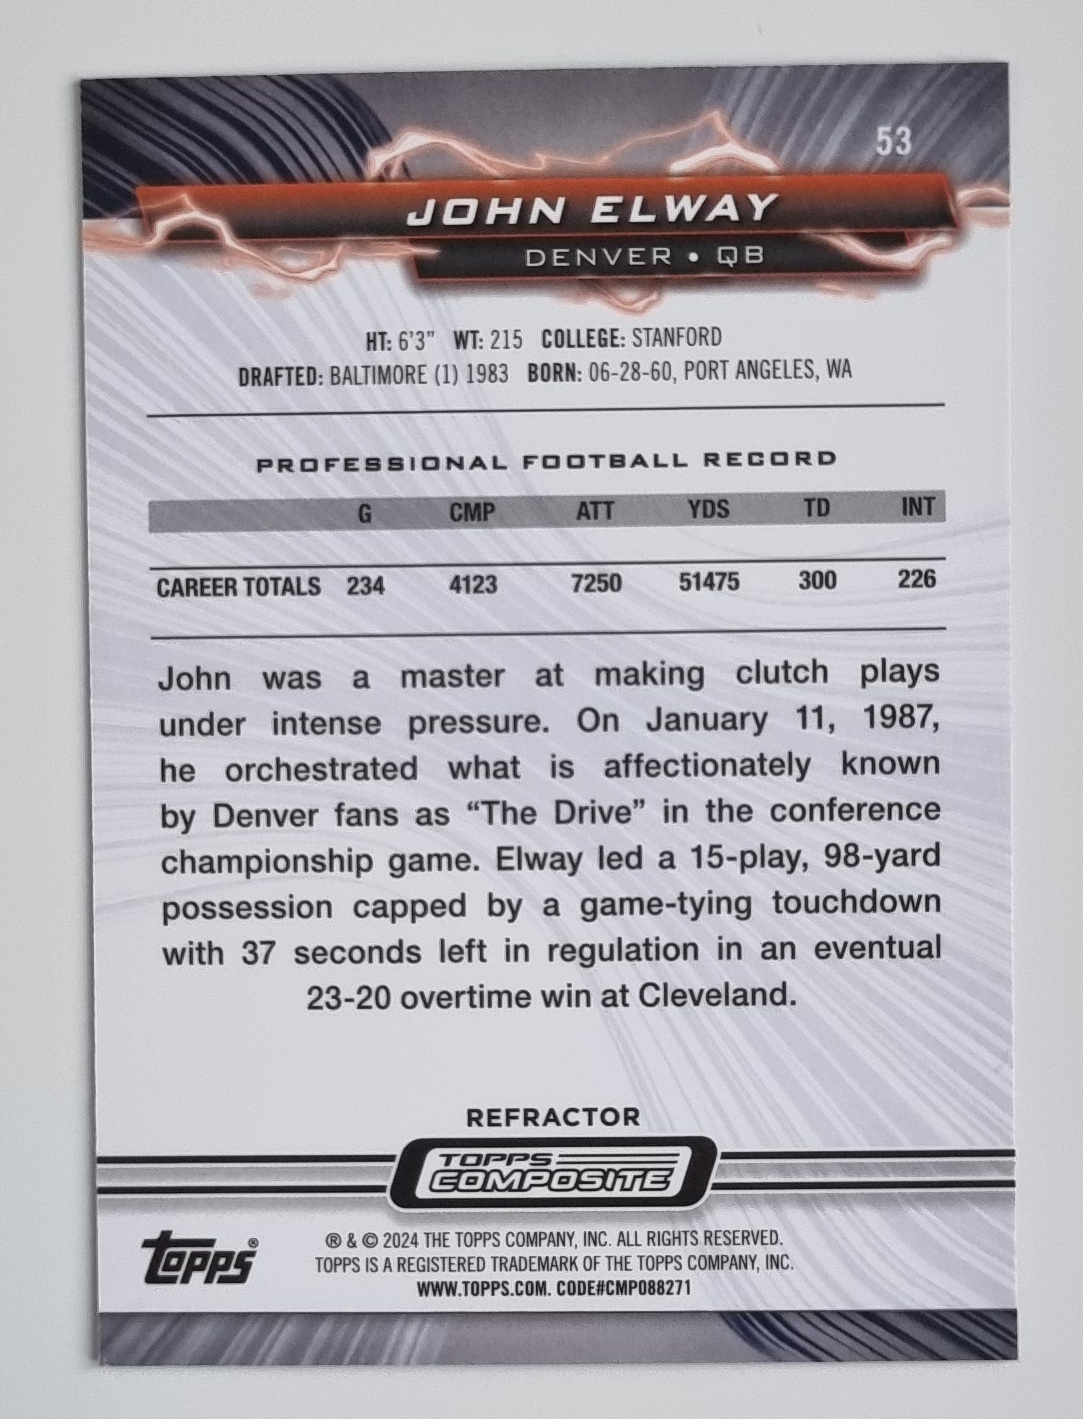 53
JOHN ELWAY
DENVER • QB
HT: 6'3" WT: 215 COLLEGE: STANFORD
DRAFTED: BALTIMORE (1) 1983 BORN: 06-28-60, PORT ANGELES, WA
PROFESSIONAL FOOTBALL RECORD
G CMP ATT YDS TD INT
CAREER TOTALS 234 4123 7250 51475 300 226
John was a master at making clutch plays
under intense pressure. On January 11, 1987,
he orchestrated what is affectionately known
by Denver fans as “The Drive” in the conference
championship game. Elway led a 15-play, 98-yard
possession capped by a game-tying touchdown
with 37 seconds left in regulation in an eventual
23-20 overtime win at Cleveland.
REFRACTOR
TOPPS
COMPOSITE
topps®
® & © 2024 THE TOPPS COMPANY, INC. ALL RIGHTS RESERVED.
TOPPS IS A REGISTERED TRADEMARK OF THE TOPPS COMPANY, INC.
WWW.TOPPS.COM. CODE#CMP088271